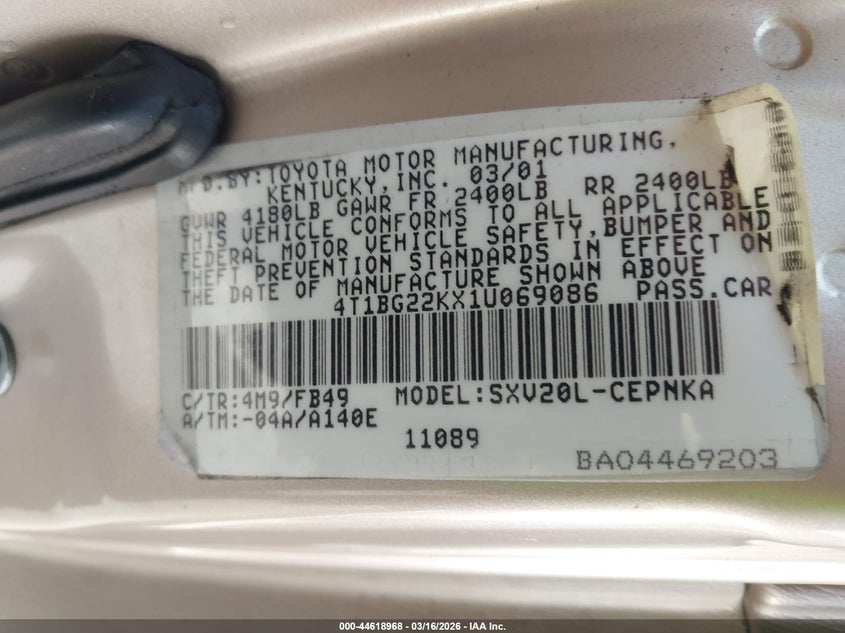 MFD.BY:TOYOTA MOTOR MANUFACTURING,
KENTUCKY,INC. 03/01
GVWR 4180LB GAWR FR 2400LB RR 2400LB
THIS VEHICLE CONFORMS TO ALL APPLICABLE
FEDERAL MOTOR VEHICLE SAFETY,BUMPER AND
THEFT PREVENTION STANDARDS IN EFFECT ON
THE DATE OF MANUFACTURE SHOWN ABOVE
4T1BG22KX1U069086 PASS.CAR
C/TR:4M9/FB49 MODEL:SXV20L-CEPNKA
A/TM:-04A/A140E
11089
BA04469203
000-44618968 - 03/16/2026 - IAA Inc.